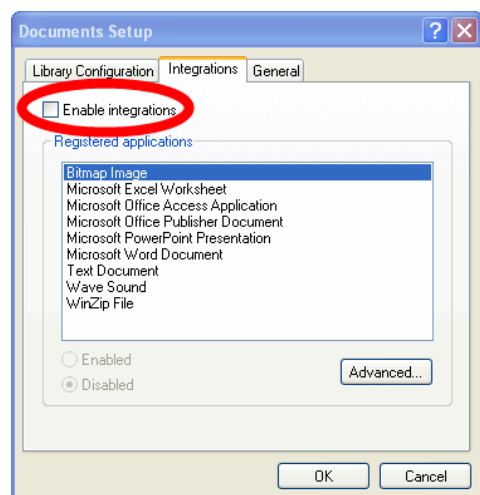 Documents Setup
Library Configuration Integrations General
Enable integrations
Registered applications
Bitmap Image
Microsoft Excel Worksheet
Microsoft Office Access Application
Microsoft Office Publisher Document
Microsoft PowerPoint Presentation
Microsoft Word Document
Text Document
Wave Sound
WinZip File
Enabled
Disabled
Advanced...
OK Cancel